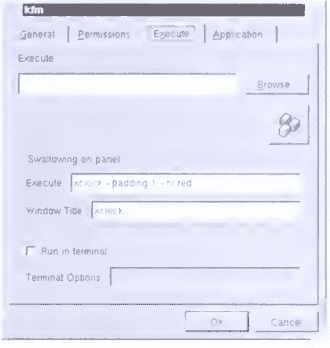 kfm
General Permissions Execute Application
Execute
Browse
Swallowing on panel
Execute xclock -padding 1 -hl red
Window Title xclock
Run in terminal
Terminal Options
OK Cancel